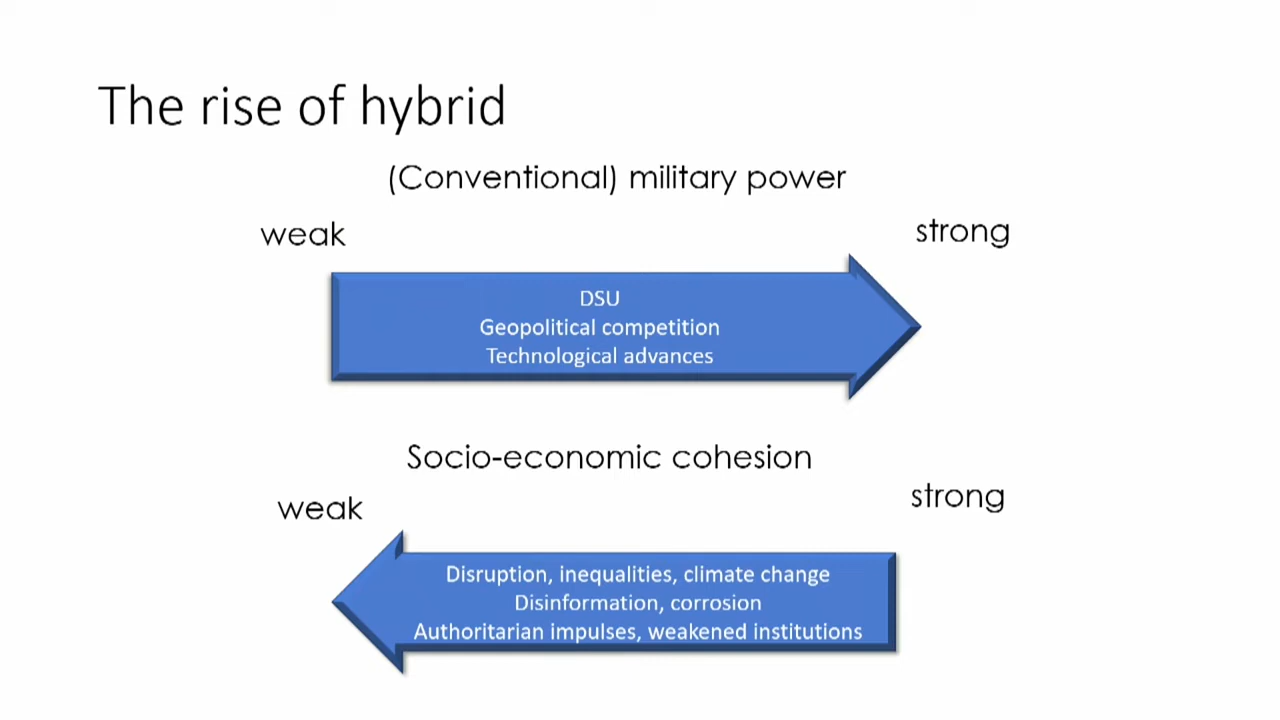 The rise of hybrid
(Conventional) military power
weak
strong
DSU
Geopolitical competition
Technological advances
Socio-economic cohesion
weak
strong
Disruption, inequalities, climate change
Disinformation, corrosion
Authoritarian impulses, weakened institutions